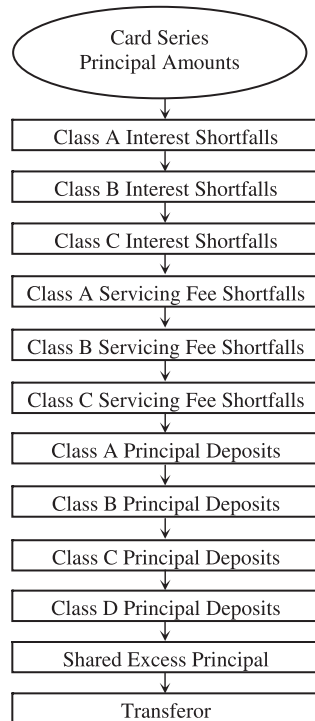 Card Series
Principal Amounts
Class A Interest Shortfalls
Class B Interest Shortfalls
Class C Interest Shortfalls
Class A Servicing Fee Shortfalls
Class B Servicing Fee Shortfalls
Class C Servicing Fee Shortfalls
Class A Principal Deposits
Class B Principal Deposits
Class C Principal Deposits
Class D Principal Deposits
Shared Excess Principal
Transferor